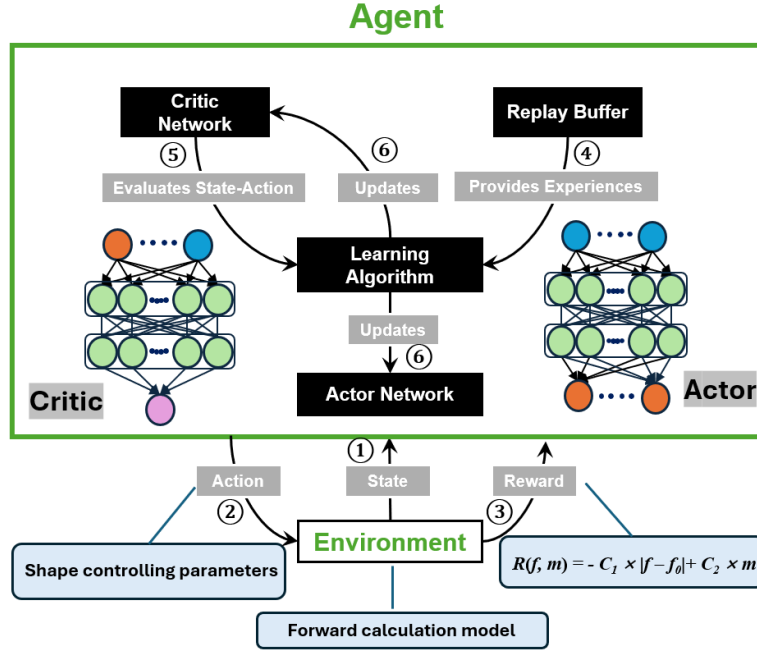 Agent
Critic
Network
Replay Buffer
⑤
⑥
④
Evaluates State-Action
Updates
Provides Experiences
Learning
Algorithm
Updates
⑥
Critic
Actor Network
Actor
①
Action
State
Reward
②
③
Environment
Shape controlling parameters
R(f, m) = - C₁ × |f – f₀|+ C₂ × m
Forward calculation model